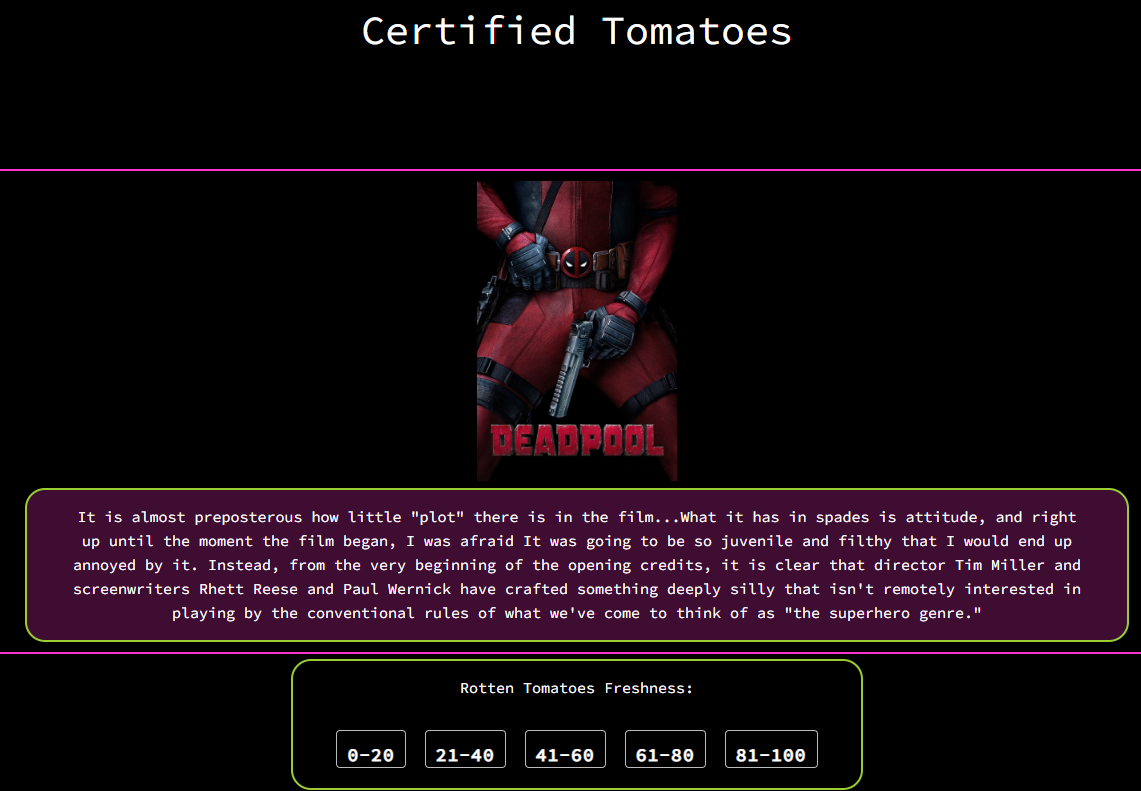 Certified Tomatoes
DEADPOOL
It is almost preposterous how little "plot" there is in the film...What it has in spades is attitude, and right
up until the moment the film began, I was afraid It was going to be so juvenile and filthy that I would end up
annoyed by it. Instead, from the very beginning of the opening credits, it is clear that director Tim Miller and
screenwriters Rhett Reese and Paul Wernick have crafted something deeply silly that isn't remotely interested in
playing by the conventional rules of what we've come to think of as "the superhero genre."
Rotten Tomatoes Freshness:
0-20 21-40 41-60 61-80 81-100